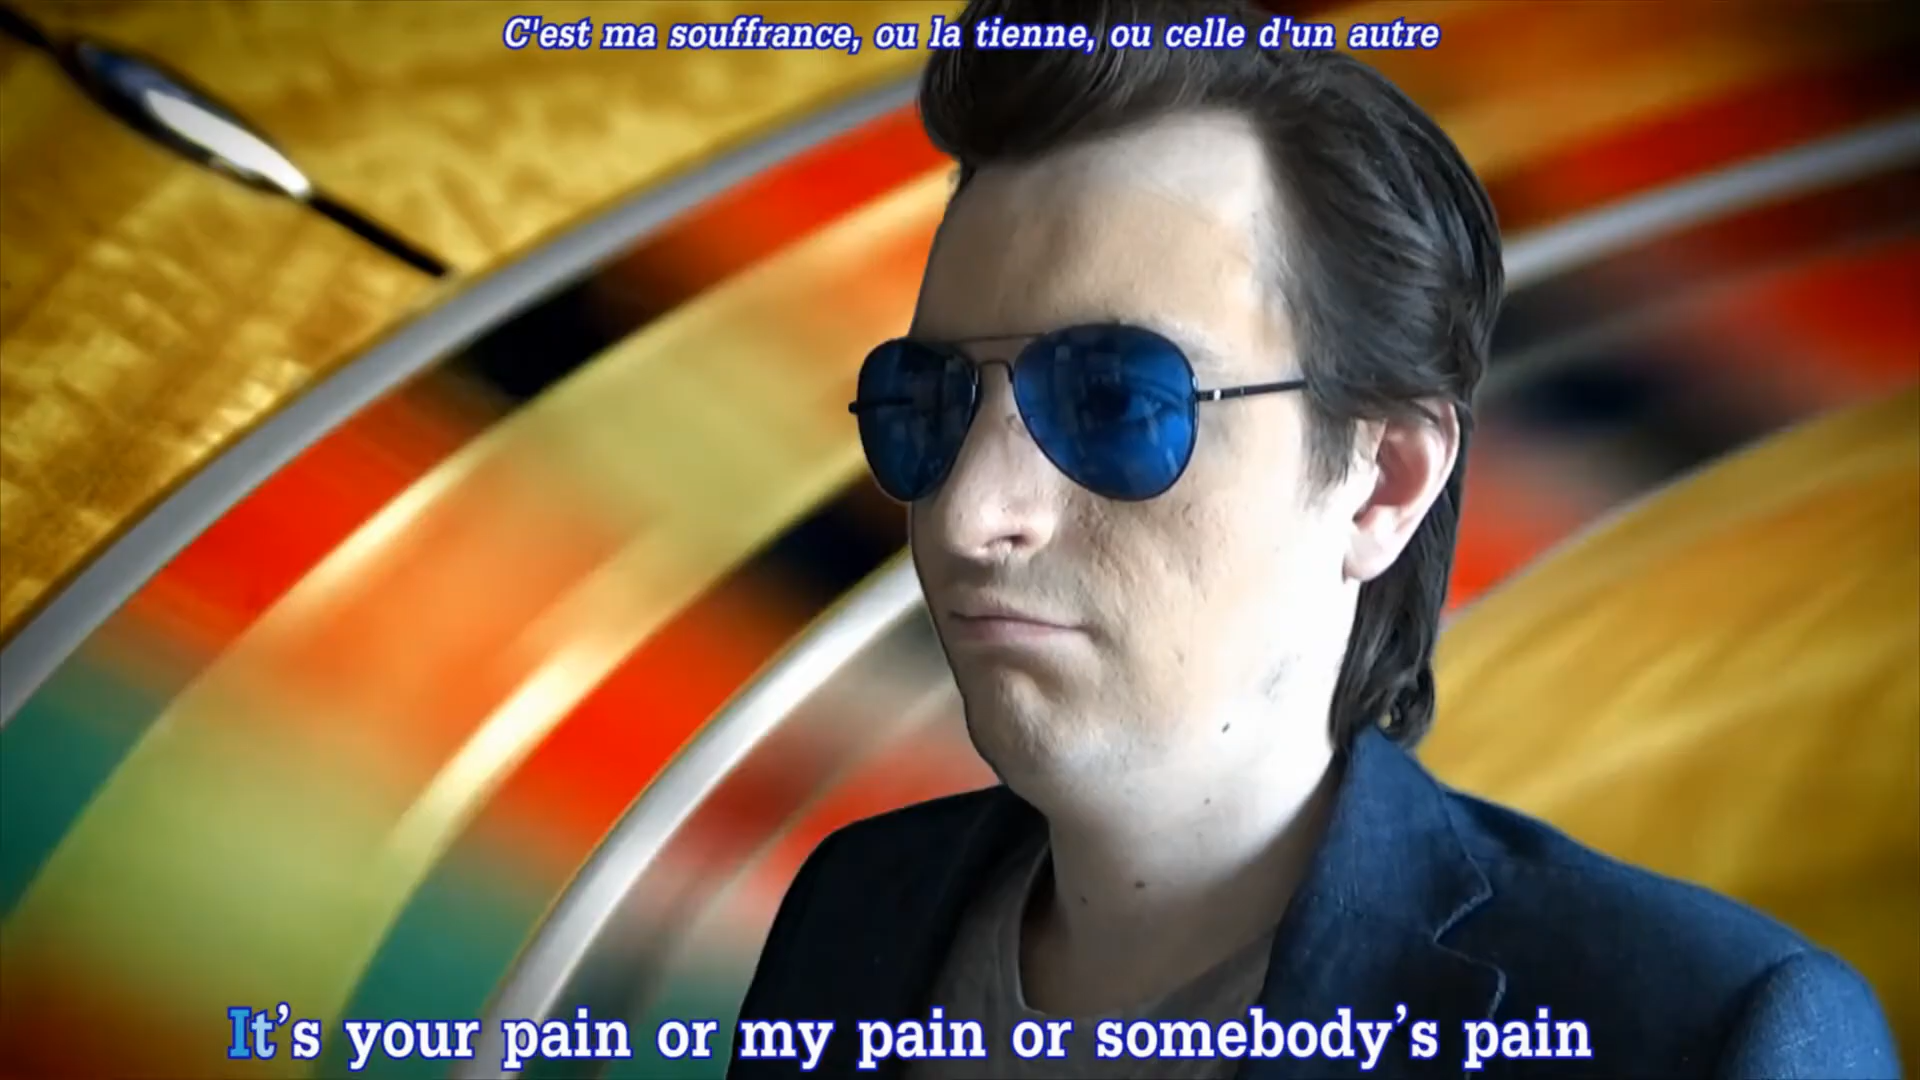 C'est ma souffrance, ou la tienne, ou celle d'un autre
It’s your pain or my pain or somebody’s pain